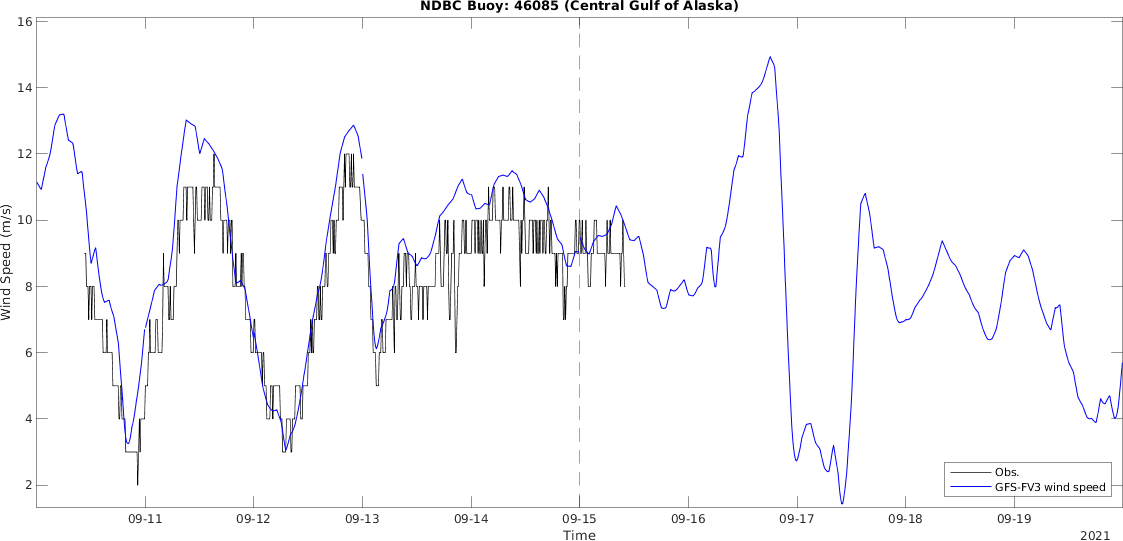 NDBC Buoy: 46085 (Central Gulf of Alaska)
Wind Speed (m/s)
16
14
12
10
8
6
4
2
09-11 09-12 09-13 09-14 09-15 09-16 09-17 09-18 09-19
Time
2021
Obs.
GFS-FV3 wind speed